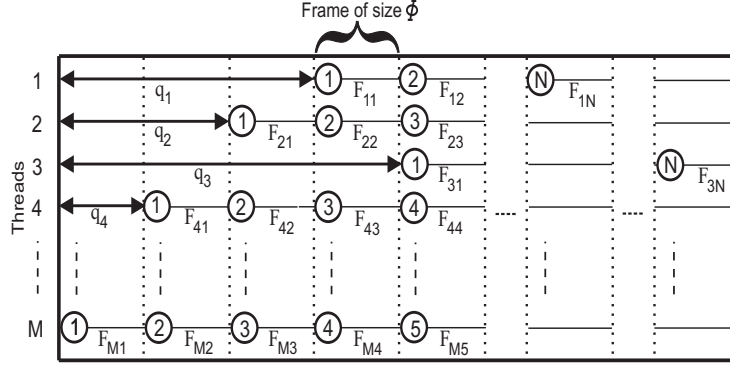 Frame of size Φ
Threads
1 q1 1 F11 2 F12 N F1N
2 q2 1 F21 2 F22 3 F23
3 q3 1 F31 N F3N
4 q4 1 F41 2 F42 3 F43 4 F44 .... ....
M 1 FM1 2 FM2 3 FM3 4 FM4 5 FM5